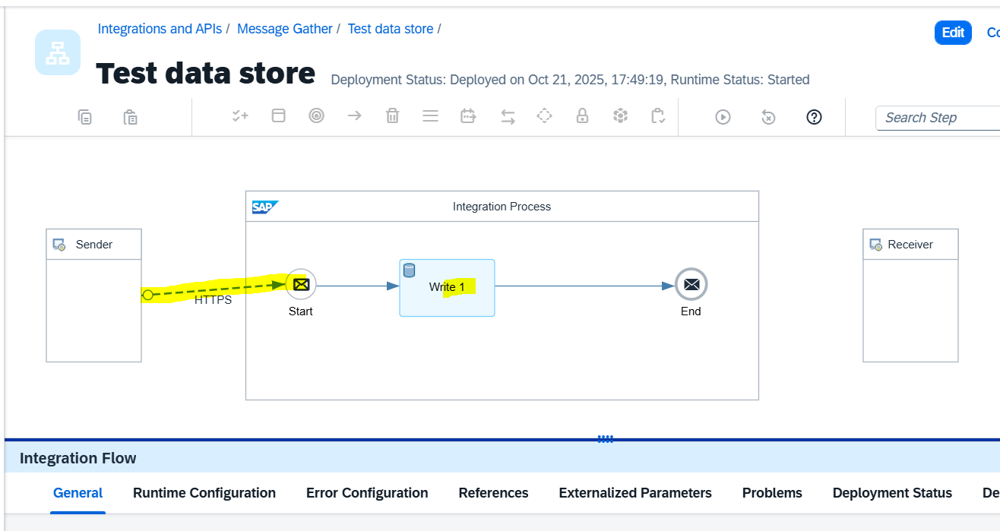 Integrations and APIs / Message Gather / Test data store /
Edit
Test data store Deployment Status: Deployed on Oct 21, 2025, 17:49:19, Runtime Status: Started
Search Step
SAP Integration Process
Sender
Receiver
HTTPS
Write 1
Start
End
Integration Flow
General Runtime Configuration Error Configuration References Externalized Parameters Problems Deployment Status